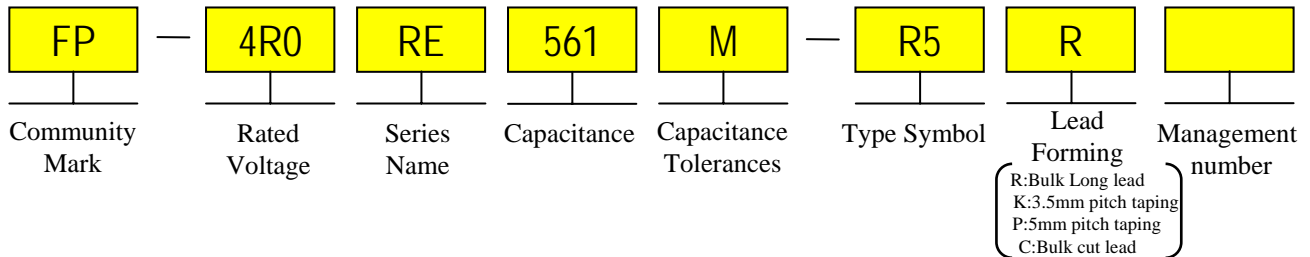 FP — 4R0 RE 561 M — R5 R
Community Mark
Rated Voltage
Series Name
Capacitance
Capacitance Tolerances
Type Symbol
Lead Forming
R:Bulk Long lead
K:3.5mm pitch taping
P:5mm pitch taping
C:Bulk cut lead
Management number